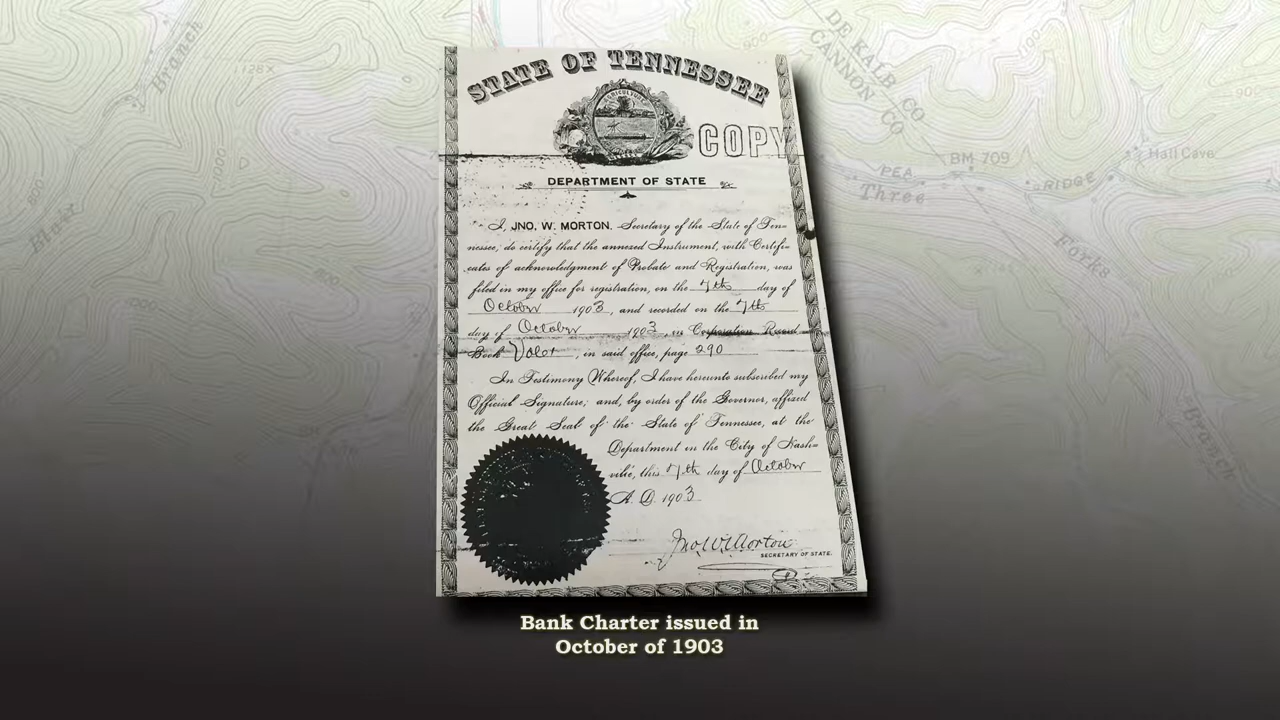 STATE OF TENNESSEE
AGRICULTURE
COPY
DEPARTMENT OF STATE
I, JNO. W. MORTON, Secretary of the State of Ten-
nessee, do certify that the annexed Instrument, with Certifi-
cates of acknowledgment of Probate and Registration, was
filed in my office for registration, on the 7th day of
October 1903, and recorded on the 7th
day of October 1903, in Corporation Record
Book , in said office, page 290
In Testimony Whereof, I have hereunto subscribed my
Official Signature; and, by order of the Governor, affixed
the Great Seal of the State of Tennessee, at the
Department in the City of Nash-
ville, this 7th day of October
A. D. 1903
Jno W Morton
SECRETARY OF STATE.
Bank Charter issued in
October of 1903
Branch
1128 X
DE KALB CO
CANNON CO
BM 709
Hall Cave
PEA
RIDGE
Three
Forks
Branch
1000
800
900